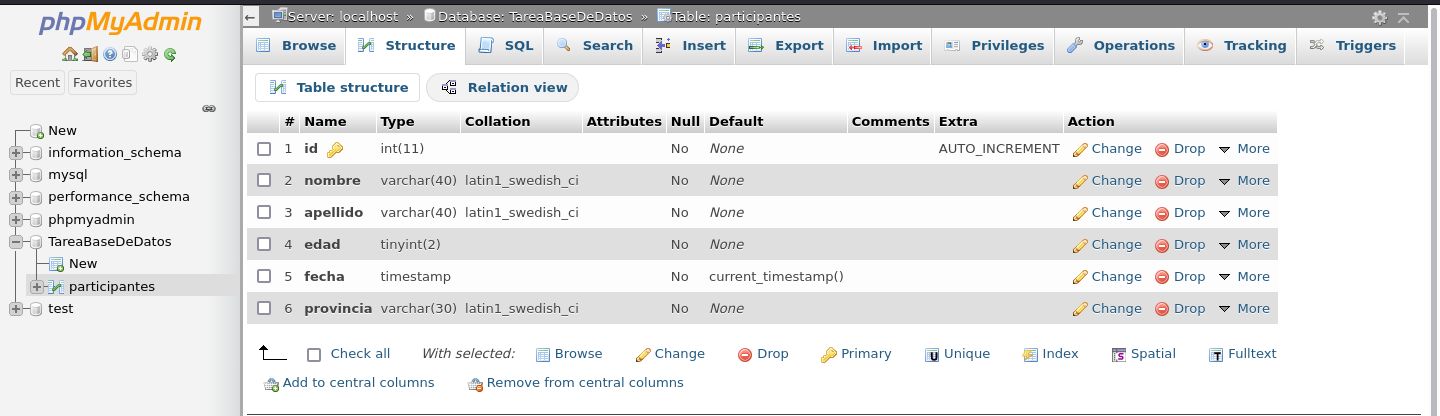 phpMyAdmin
Recent Favorites
New
information_schema
mysql
performance_schema
phpmyadmin
TareaBaseDeDatos
New
participantes
test
Server: localhost » Database: TareaBaseDeDatos » Table: participantes
Browse Structure SQL Search Insert Export Import Privileges Operations Tracking Triggers
Table structure Relation view
# Name Type Collation Attributes Null Default Comments Extra Action
1 id int(11) No None AUTO_INCREMENT Change Drop More
2 nombre varchar(40) latin1_swedish_ci No None Change Drop More
3 apellido varchar(40) latin1_swedish_ci No None Change Drop More
4 edad tinyint(2) No None Change Drop More
5 fecha timestamp No current_timestamp() Change Drop More
6 provincia varchar(30) latin1_swedish_ci No None Change Drop More
Check all With selected: Browse Change Drop Primary Unique Index Spatial Fulltext
Add to central columns Remove from central columns